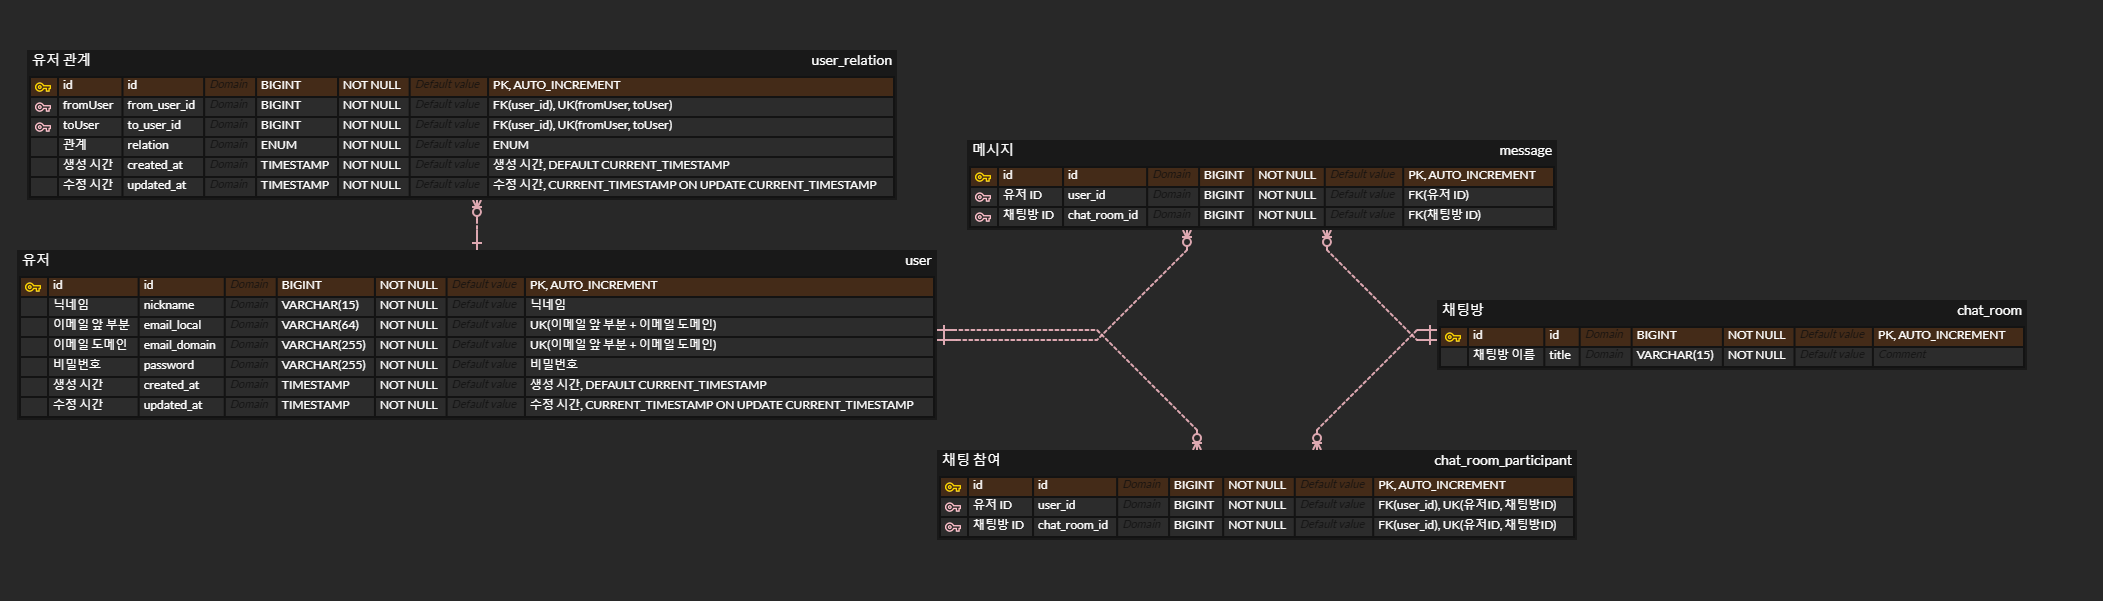 유저 관계 user_relation
id id Domain BIGINT NOT NULL Default value PK, AUTO_INCREMENT
fromUser from_user_id Domain BIGINT NOT NULL Default value FK(user_id), UK(fromUser, toUser)
toUser to_user_id Domain BIGINT NOT NULL Default value FK(user_id), UK(fromUser, toUser)
관계 relation Domain ENUM NOT NULL Default value ENUM
생성 시간 created_at Domain TIMESTAMP NOT NULL Default value 생성 시간, DEFAULT CURRENT_TIMESTAMP
수정 시간 updated_at Domain TIMESTAMP NOT NULL Default value 수정 시간, CURRENT_TIMESTAMP ON UPDATE CURRENT_TIMESTAMP
메시지 message
id id Domain BIGINT NOT NULL Default value PK, AUTO_INCREMENT
유저 ID user_id Domain BIGINT NOT NULL Default value FK(유저 ID)
채팅방 ID chat_room_id Domain BIGINT NOT NULL Default value FK(채팅방 ID)
유저 user
id id Domain BIGINT NOT NULL Default value PK, AUTO_INCREMENT
닉네임 nickname Domain VARCHAR(15) NOT NULL Default value 닉네임
이메일 앞 부분 email_local Domain VARCHAR(64) NOT NULL Default value UK(이메일 앞 부분 + 이메일 도메인)
이메일 도메인 email_domain Domain VARCHAR(255) NOT NULL Default value UK(이메일 앞 부분 + 이메일 도메인)
비밀번호 password Domain VARCHAR(255) NOT NULL Default value 비밀번호
생성 시간 created_at Domain TIMESTAMP NOT NULL Default value 생성 시간, DEFAULT CURRENT_TIMESTAMP
수정 시간 updated_at Domain TIMESTAMP NOT NULL Default value 수정 시간, CURRENT_TIMESTAMP ON UPDATE CURRENT_TIMESTAMP
채팅방 chat_room
id id Domain BIGINT NOT NULL Default value PK, AUTO_INCREMENT
채팅방 이름 title Domain VARCHAR(15) NOT NULL Default value Comment
채팅 참여 chat_room_participant
id id Domain BIGINT NOT NULL Default value PK, AUTO_INCREMENT
유저 ID user_id Domain BIGINT NOT NULL Default value FK(user_id), UK(유저ID, 채팅방ID)
채팅방 ID chat_room_id Domain BIGINT NOT NULL Default value FK(user_id), UK(유저ID, 채팅방ID)